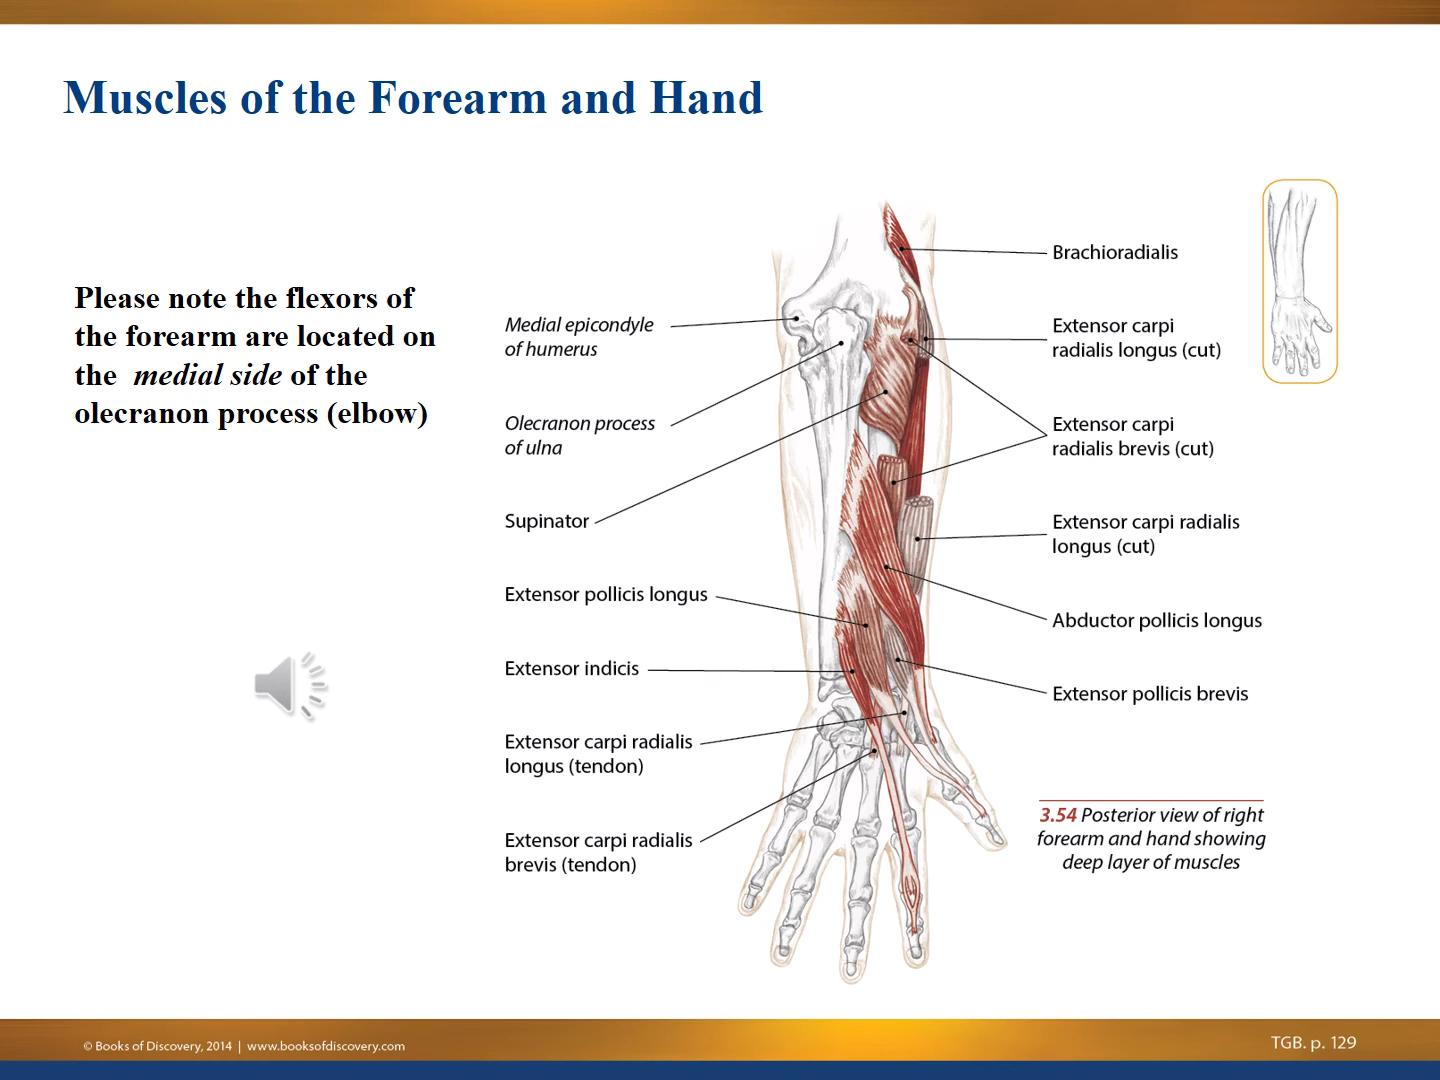 Muscles of the Forearm and Hand
Please note the flexors of
the forearm are located on
the medial side of the
olecranon process (elbow)
Medial epicondyle
of humerus
Olecranon process
of ulna
Supinator
Extensor pollicis longus
Extensor indicis
Extensor carpi radialis
longus (tendon)
Extensor carpi radialis
brevis (tendon)
Brachioradialis
Extensor carpi
radialis longus (cut)
Extensor carpi
radialis brevis (cut)
Extensor carpi radialis
longus (cut)
Abductor pollicis longus
Extensor pollicis brevis
3.54 Posterior view of right
forearm and hand showing
deep layer of muscles
© Books of Discovery, 2014 | www.booksofdiscovery.com
TGB. p. 129